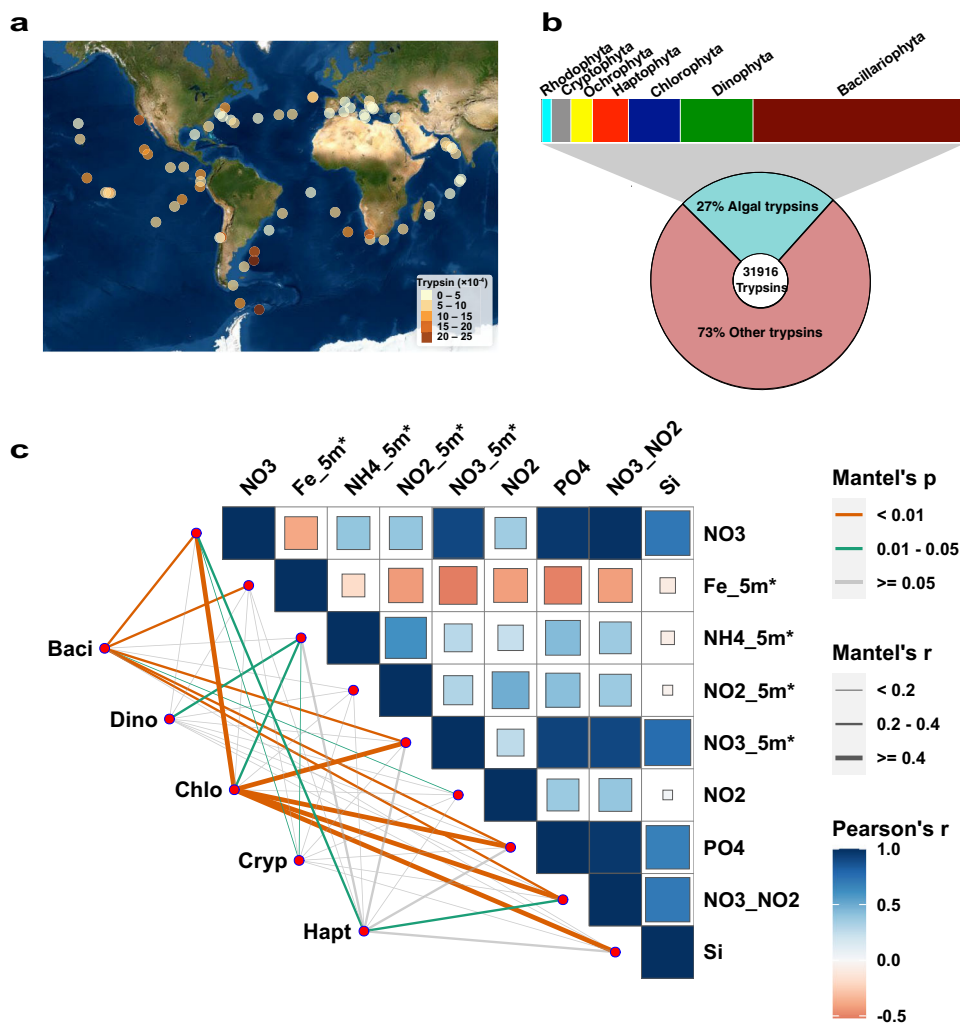 a
Trypsin (×10⁻⁴)
0 – 5
5 – 10
10 – 15
15 – 20
20 – 25
b
Rhodophyta
Cryptophyta
Ochrophyta
Haptophyta
Chlorophyta
Dinophyta
Bacillariophyta
27% Algal trypsins
31916
Trypsins
73% Other trypsins
c
NO3
Fe_5m*
NH4_5m*
NO2_5m*
NO3_5m*
NO2
PO4
NO3_NO2
Si
NO3
Fe_5m*
NH4_5m*
NO2_5m*
NO3_5m*
NO2
PO4
NO3_NO2
Si
Baci
Dino
Chlo
Cryp
Hapt
Mantel's p
< 0.01
0.01 - 0.05
>= 0.05
Mantel's r
< 0.2
0.2 - 0.4
>= 0.4
Pearson's r
1.0
0.5
0.0
-0.5